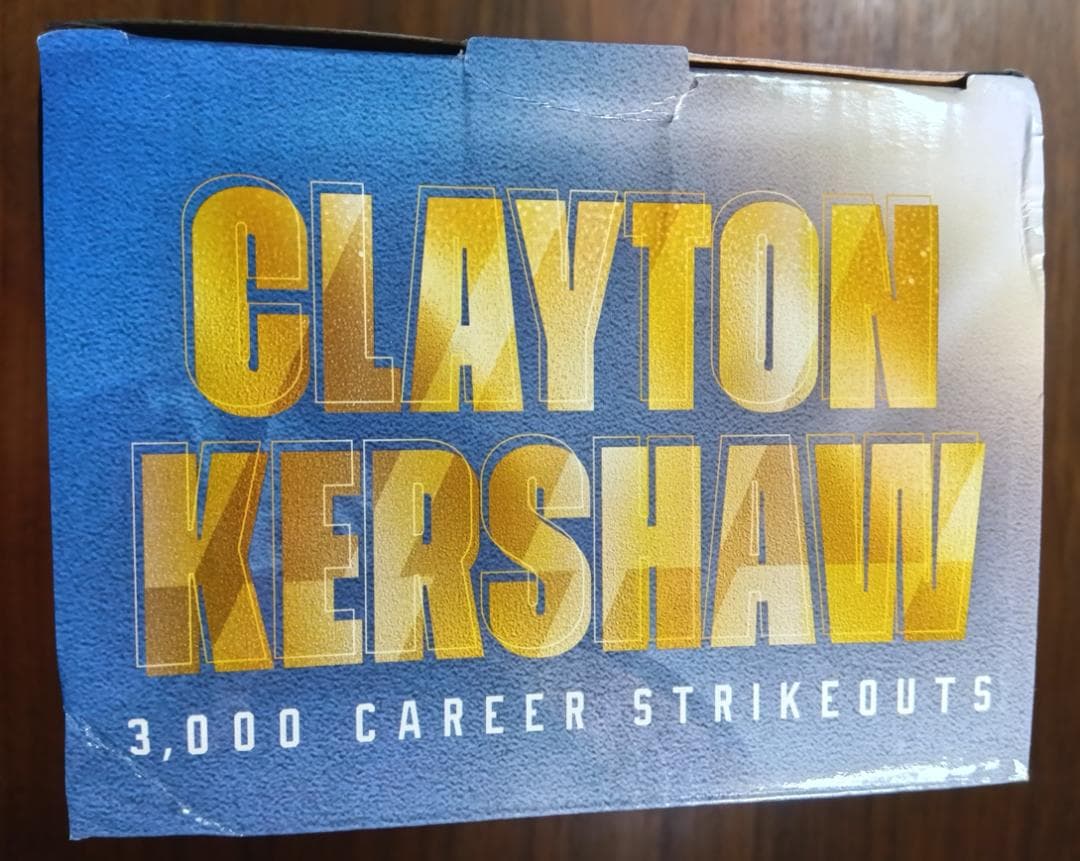 CLAYTON
KERSHAW
3,000 CAREER STRIKEOUTS